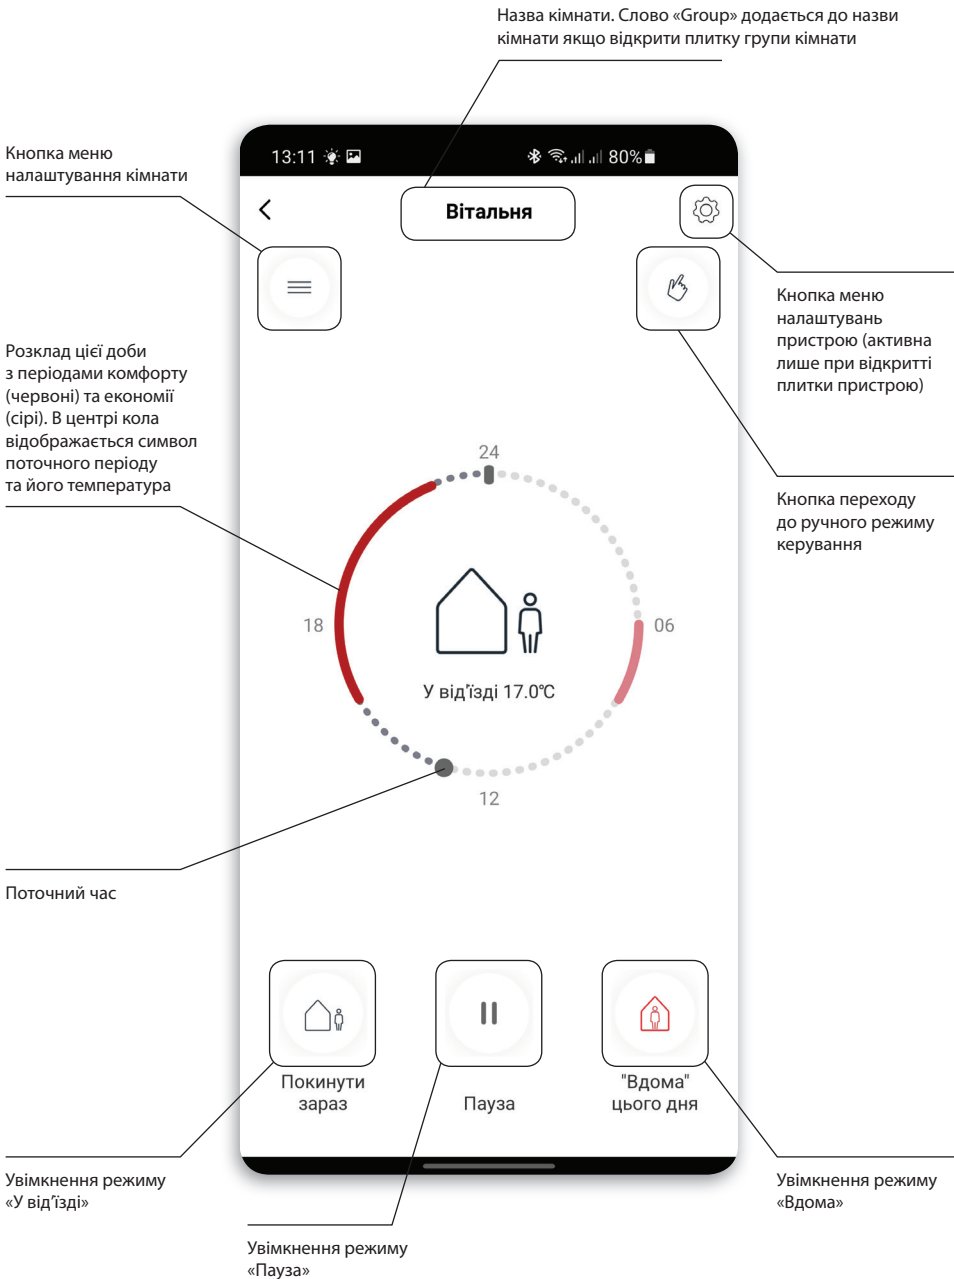 Назва кімнати. Слово «Group» додається до назви
кімнати якщо відкрити плитку групи кімнати
Кнопка меню
налаштування кімнати
13:11
80%
Вітальня
Кнопка меню
налаштувань
пристрою (активна
лише при відкритті
плитки пристрою)
Розклад цієї доби
з періодами комфорту
(червоні) та економії
(сірі). В центрі кола
відображається символ
поточного періоду
та його температура
Кнопка переходу
до ручного режиму
керування
24
18
06
У від'їзді 17.0°C
12
Поточний час
Покинути
зараз
Пауза
"Вдома"
цього дня
Увімкнення режиму
«У від’їзді»
Увімкнення режиму
«Вдома»
Увімкнення режиму
«Пауза»